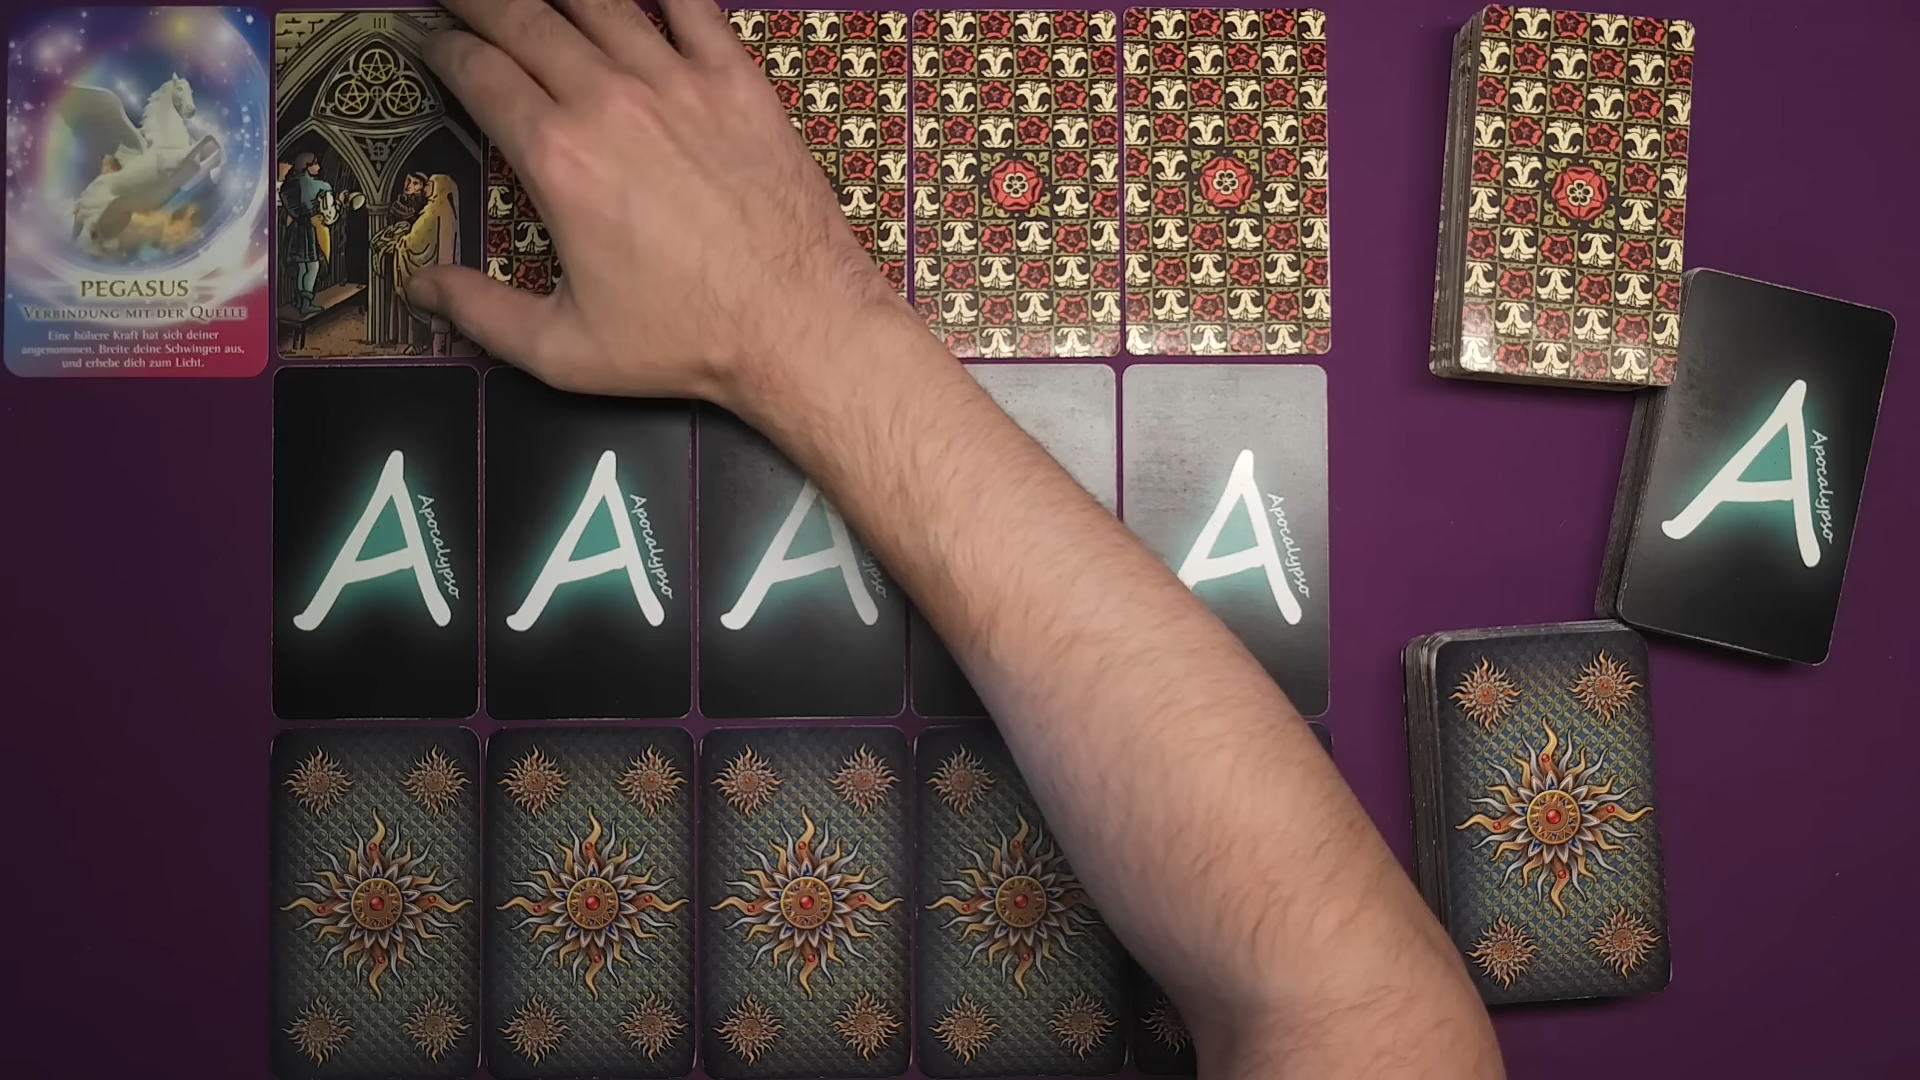 III
PEGASUS
VERBINDUNG MIT DER QUELLE
Eine höhere Kraft hat sich deiner
angenommen. Breite deine Schwingen aus,
und erhebe dich zum Licht.
A
Apocalypso
A
Apocalypso
A
Apocalypso
A
Apocalypso
A
Apocalypso